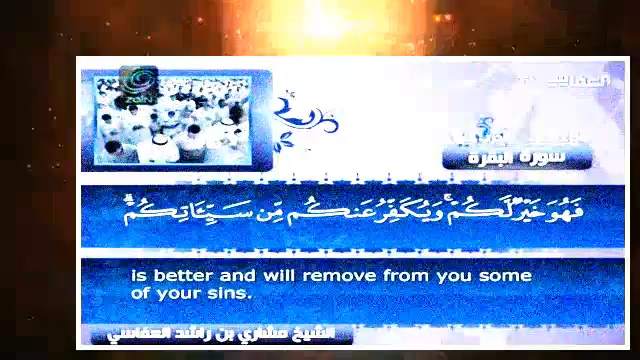 zain
سورة البقرة
فَهُوَ خَيْرٌ لَّكُمْ ۚ وَيُكَفِّرُ عَنكُم مِّن سَيِّئَاتِكُمْ ۗ
is better and will remove from you some
of your sins.
الشيخ مشاري بن راشد العفاسي